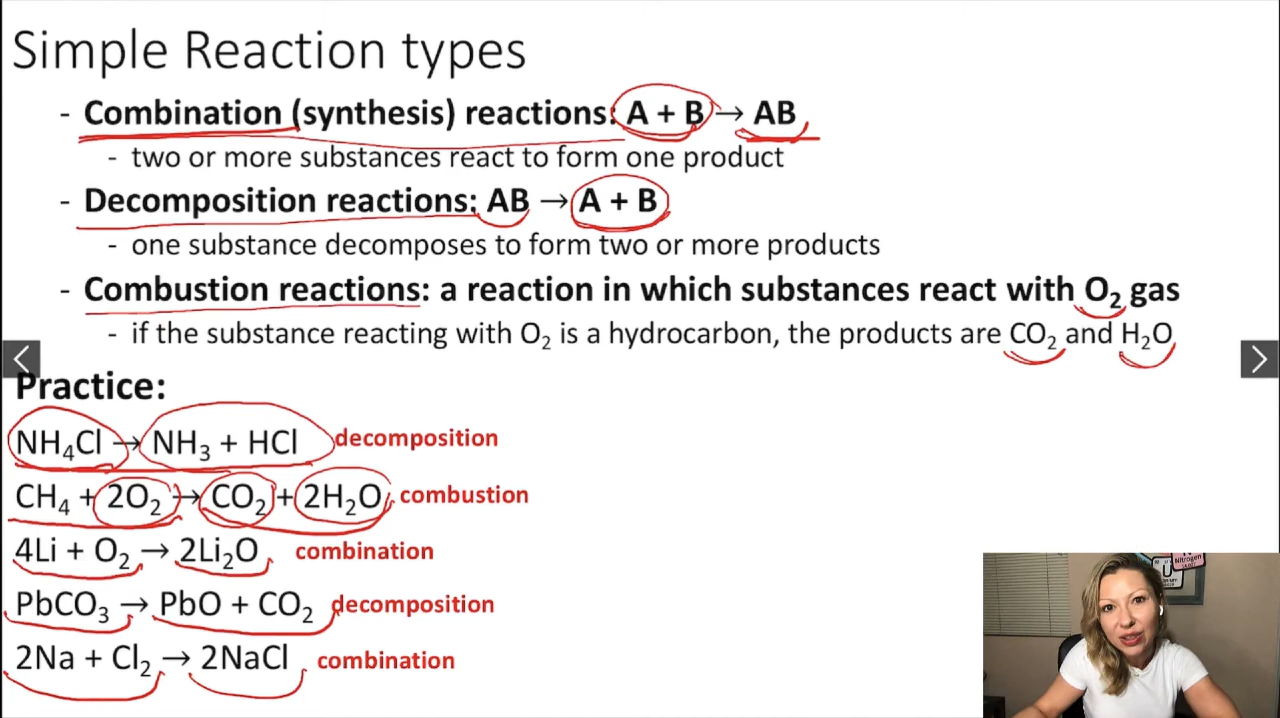 Simple Reaction types
- Combination (synthesis) reactions: A + B → AB
- two or more substances react to form one product
- Decomposition reactions: AB → A + B
- one substance decomposes to form two or more products
- Combustion reactions: a reaction in which substances react with O₂ gas
- if the substance reacting with O₂ is a hydrocarbon, the products are CO₂ and H₂O
Practice:
NH₄Cl → NH₃ + HCl decomposition
CH₄ + 2O₂ → CO₂ + 2H₂O combustion
4Li + O₂ → 2Li₂O combination
PbCO₃ → PbO + CO₂ decomposition
2Na + Cl₂ → 2NaCl combination
Nitrogen
U